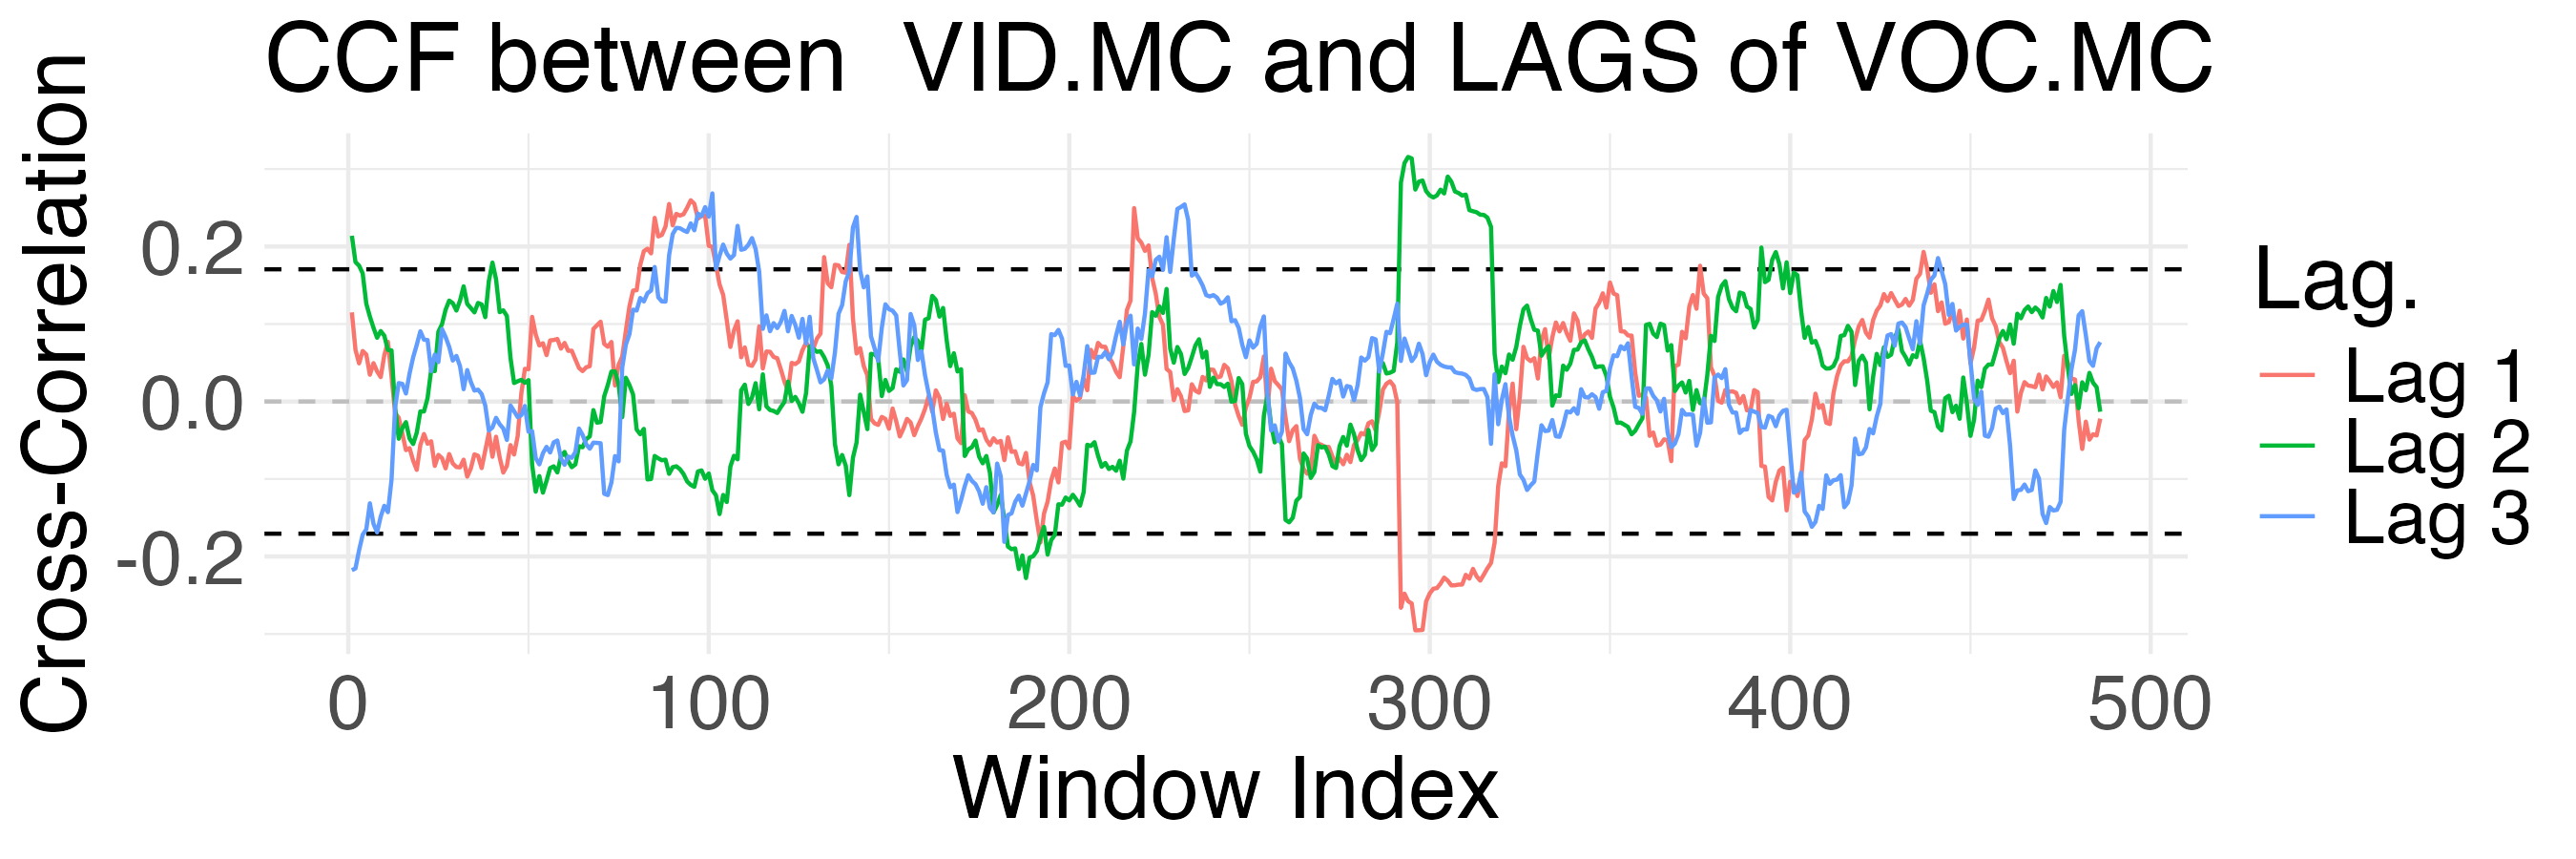 CCF between  VID.MC and LAGS of VOC.MC
Cross-Correlation
0.2
0.0
-0.2
0 100 200 300 400 500
Window Index
Lag.
Lag 1
Lag 2
Lag 3